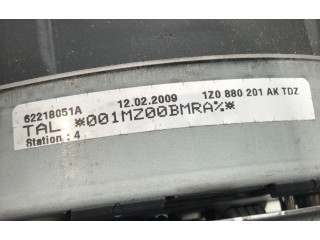 62218051A 12.02.2009 1Z0 880 201 AK TDZ
TAL *001MZ00BMRA%*
Station : 4